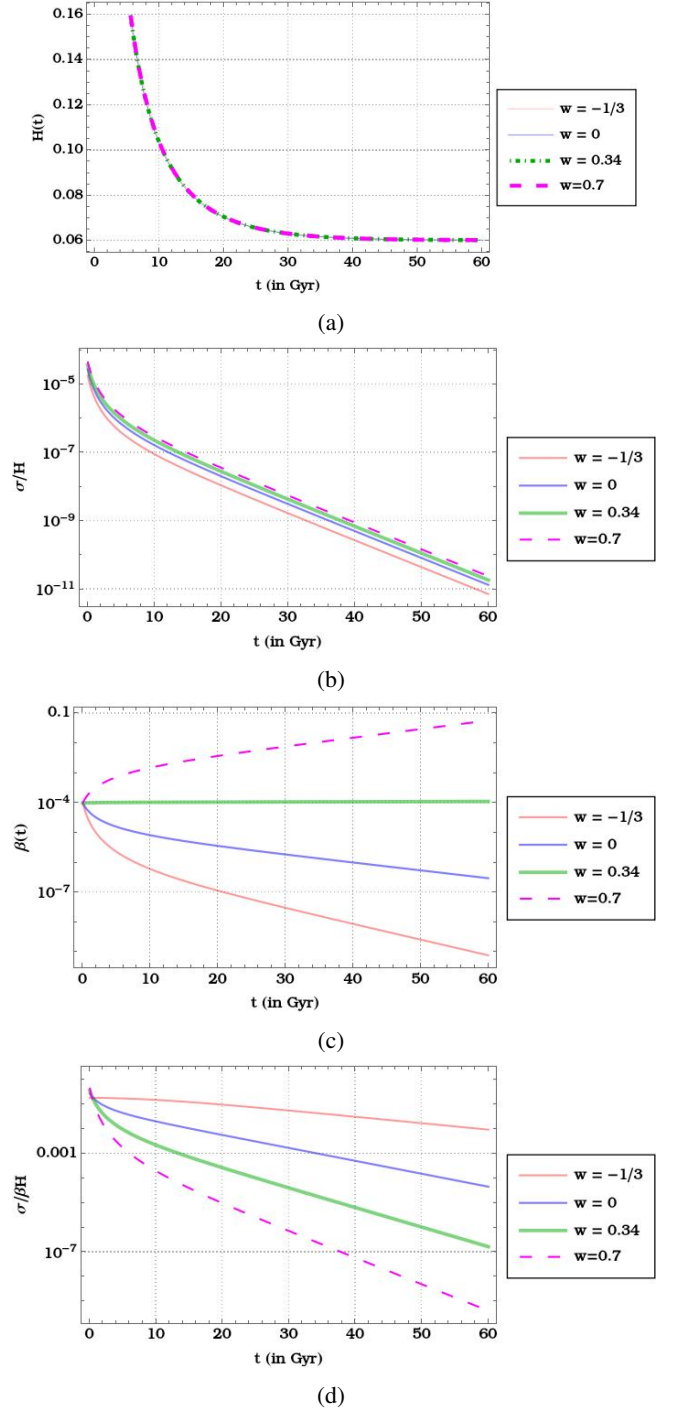 0.16
0.14
0.12
0.10
0.08
0.06
H(t)
0 10 20 30 40 50 60
t (in Gyr)
w = −1/3
w = 0
w = 0.34
w=0.7
(a)
10^-5
10^-7
10^-9
10^-11
σ/H
0 10 20 30 40 50 60
t (in Gyr)
w = −1/3
w = 0
w = 0.34
w=0.7
(b)
0.1
10^-4
10^-7
β(t)
0 10 20 30 40 50 60
t (in Gyr)
w = −1/3
w = 0
w = 0.34
w=0.7
(c)
0.001
10^-7
σ/βH
0 10 20 30 40 50 60
t (in Gyr)
w = −1/3
w = 0
w = 0.34
w=0.7
(d)